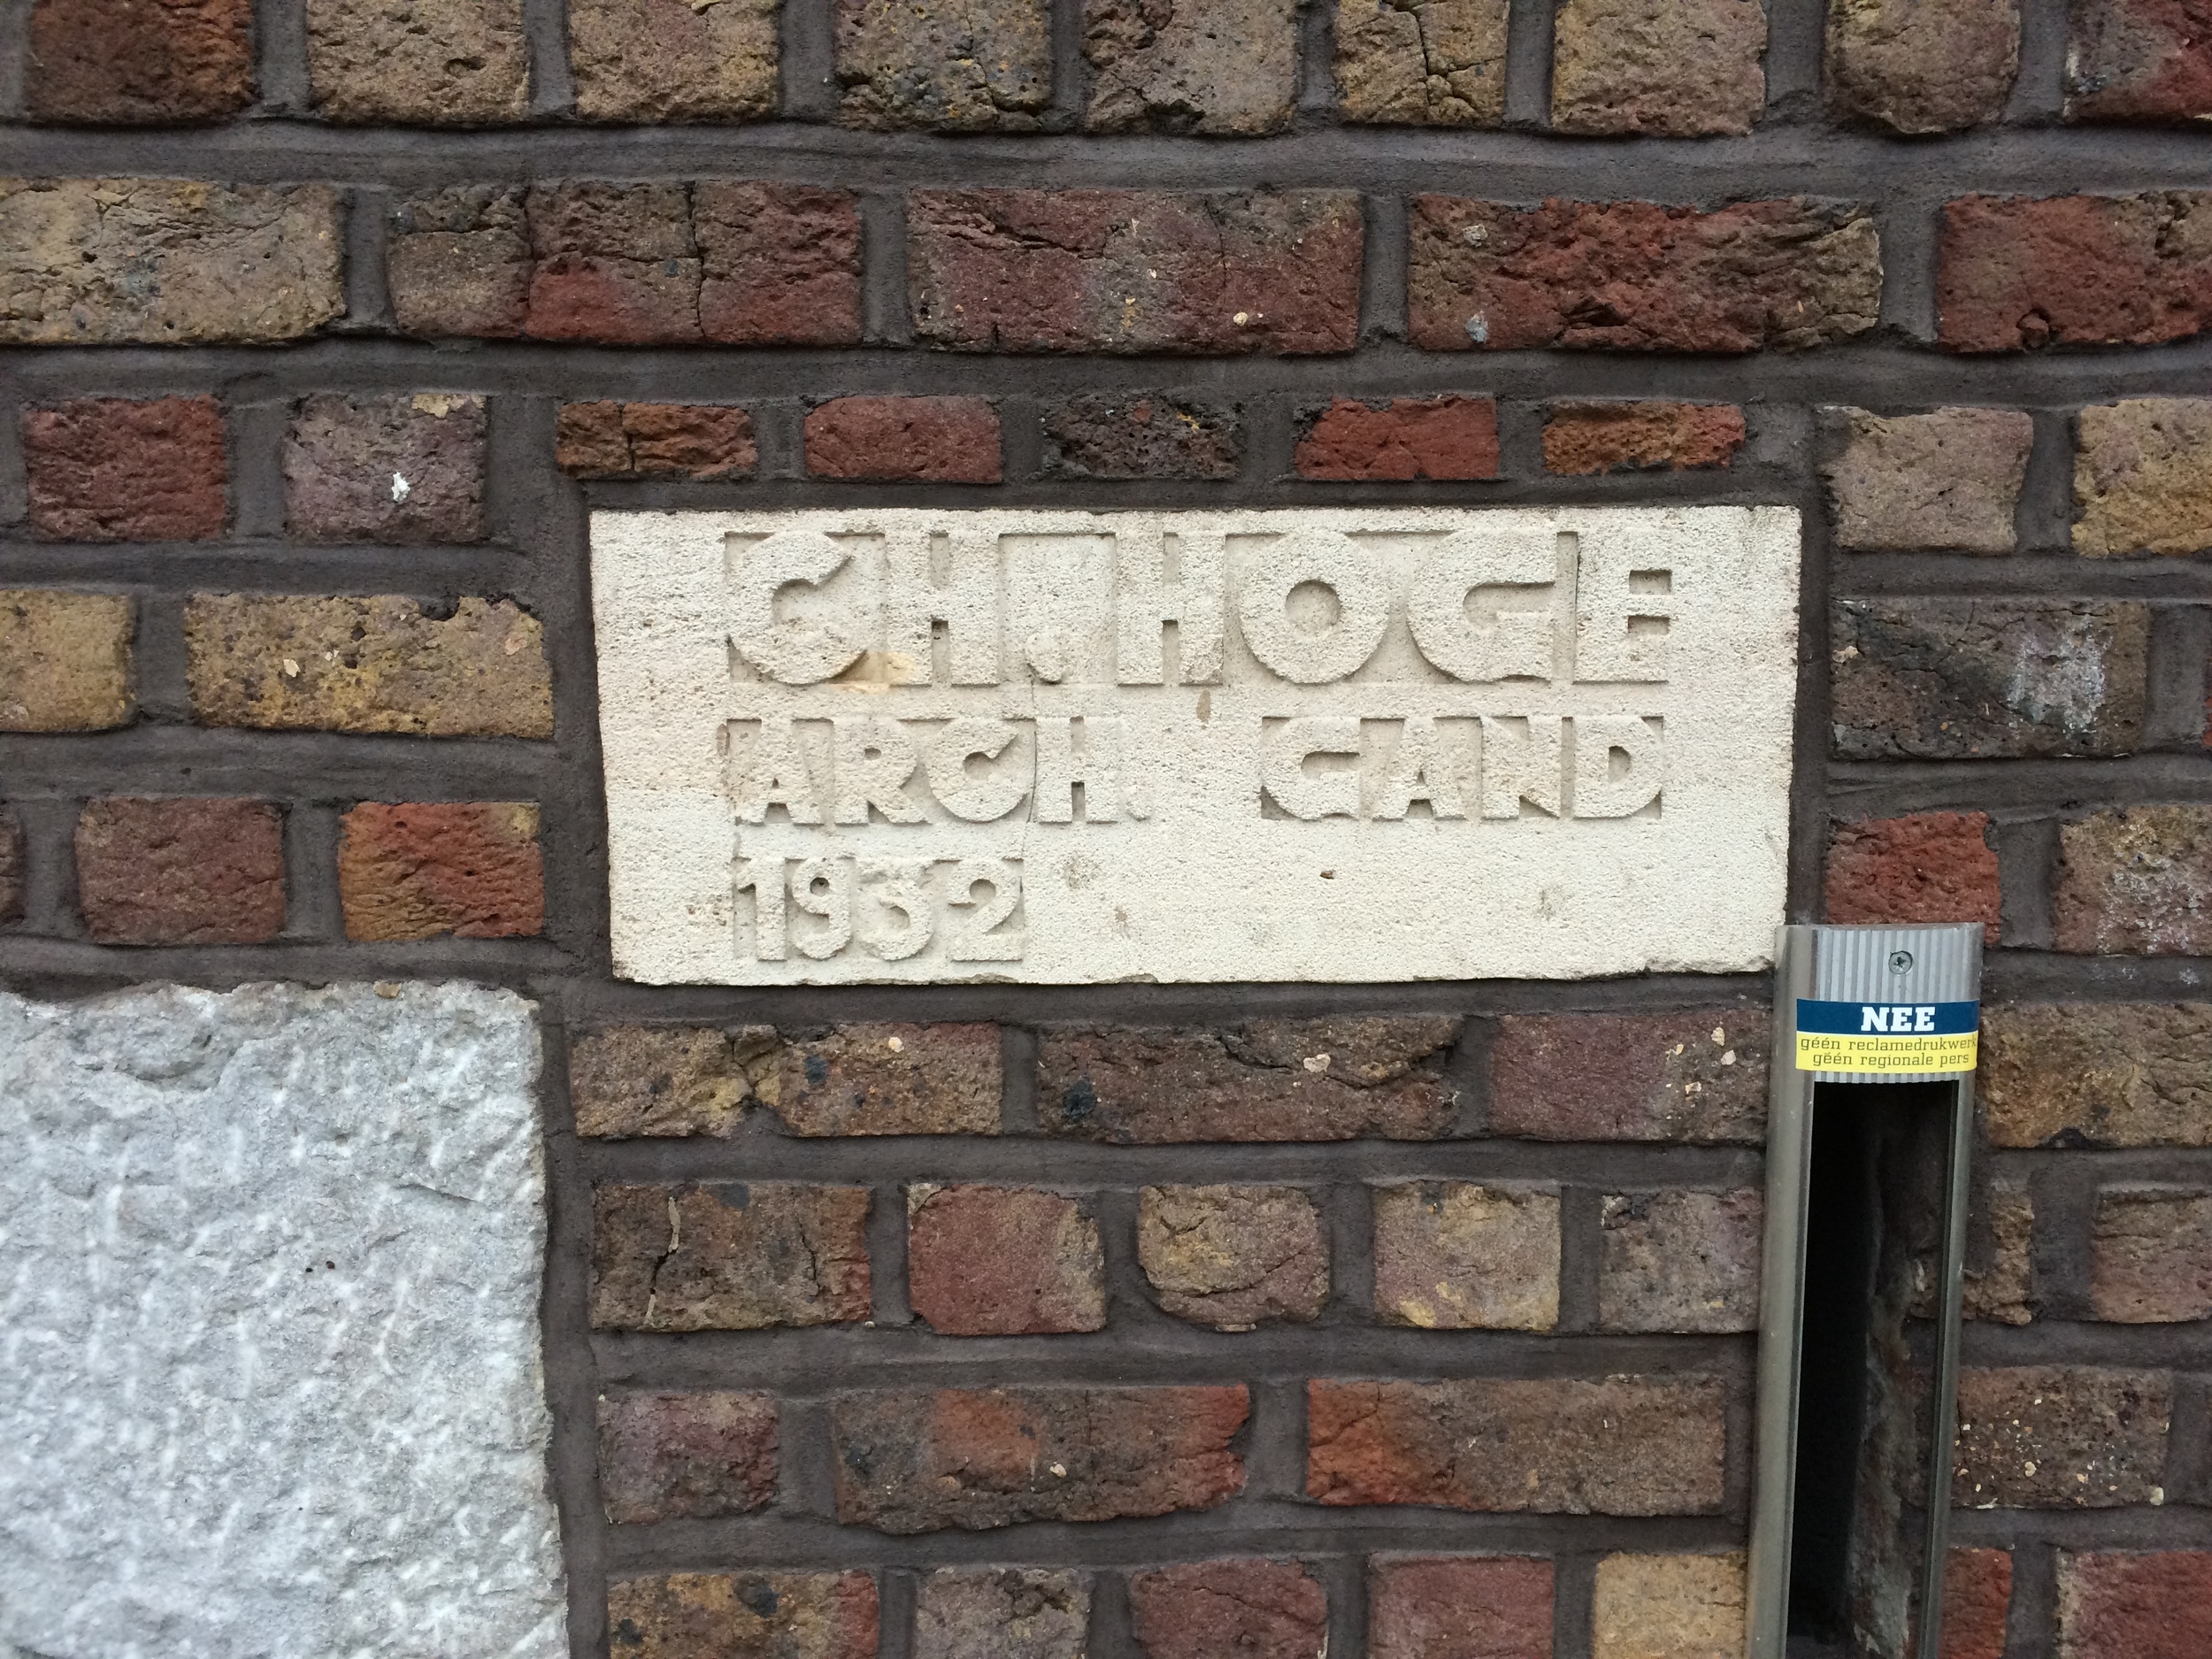 CH. HOGE
ARCH. GAND
1932
NEE
géén reclamedrukwerk
géén regionale pers